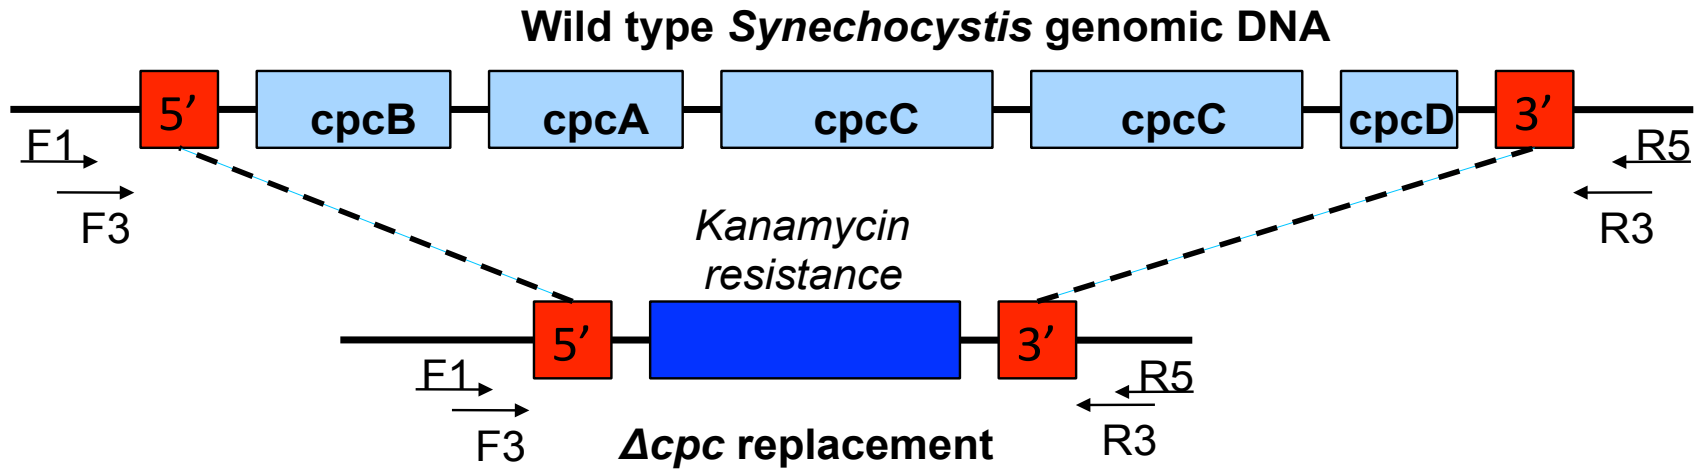 Wild type Synechocystis genomic DNA
5’ cpcB cpcA cpcC cpcC cpcD 3’
F1 R5
F3 R3
Kanamycin
resistance
5’ 3’
F1 R5
F3 R3
Δcpc replacement